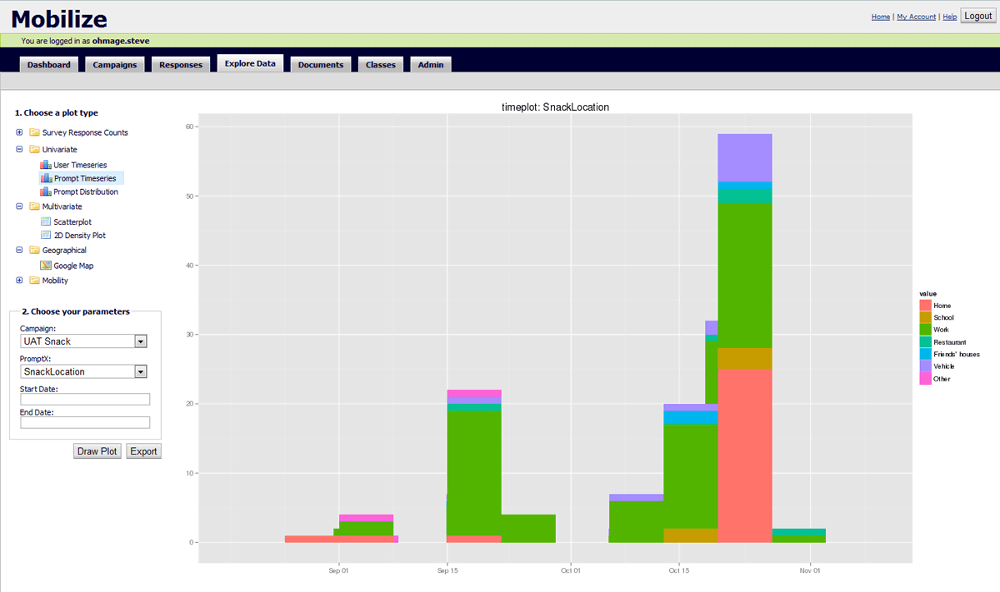 Mobilize
Home | My Account | Help Logout
You are logged in as ohmage.steve
Dashboard Campaigns Responses Explore Data Documents Classes Admin
1. Choose a plot type
Survey Response Counts
Univariate
User Timeseries
Prompt Timeseries
Prompt Distribution
Multivariate
Scatterplot
2D Density Plot
Geographical
Google Map
Mobility
2. Choose your parameters
Campaign:
UAT Snack
PromptX:
SnackLocation
Start Date:
End Date:
Draw Plot Export
timeplot: SnackLocation
60
50
40
30
20
10
0
Sep 01 Sep 15 Oct 01 Oct 15 Nov 01
value
Home
School
Work
Restaurant
Friends' houses
Vehicle
Other